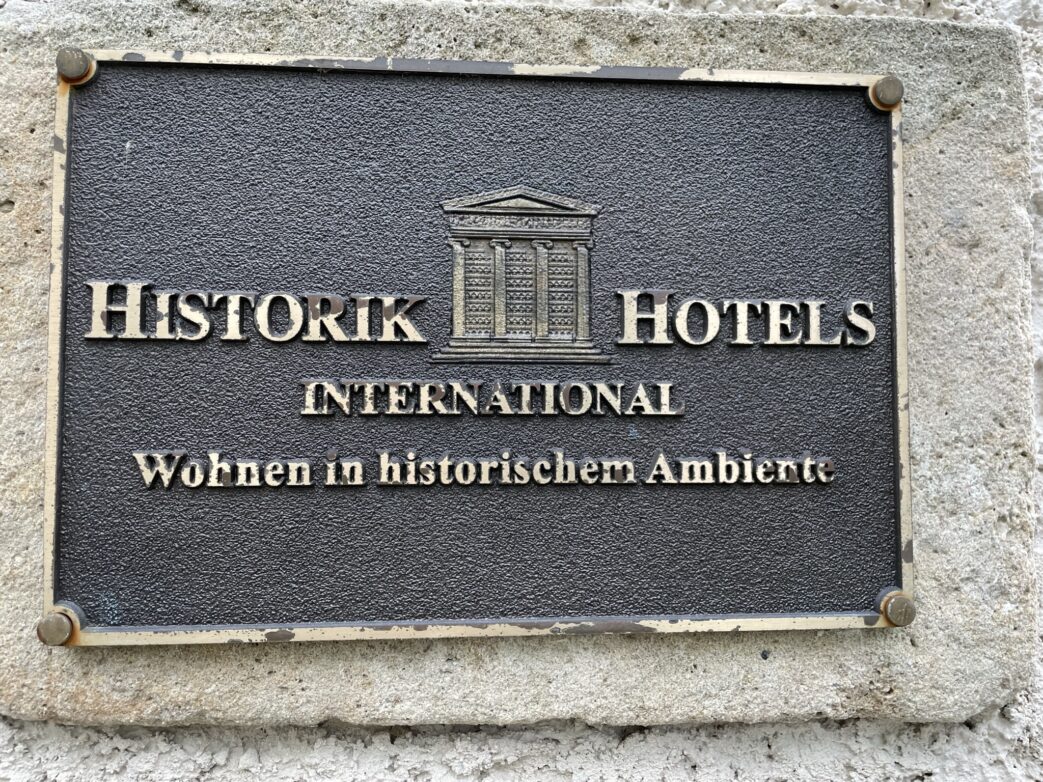 HISTORIK HOTELS
INTERNATIONAL
Wohnen in historischem Ambiente